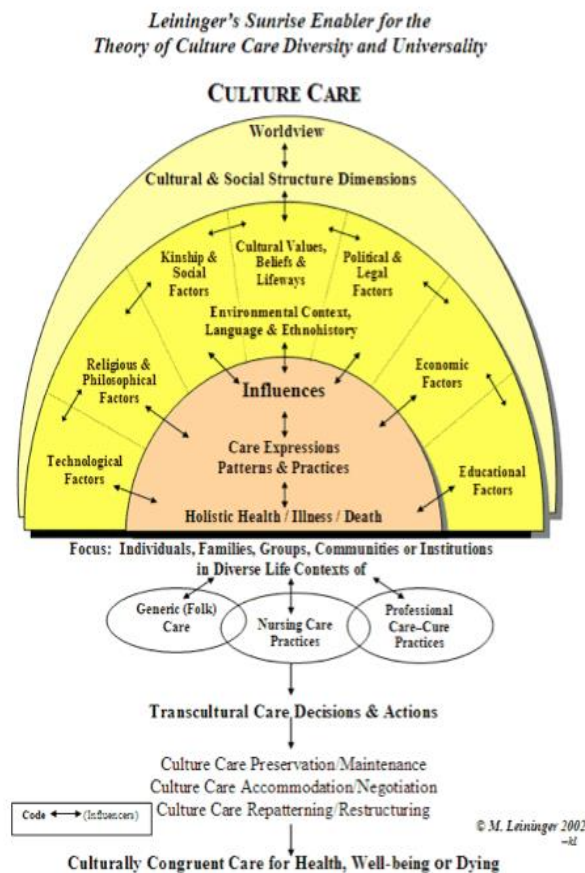 Leininger's Sunrise Enabler for the
Theory of Culture Care Diversity and Universality
CULTURE CARE
Worldview
Cultural & Social Structure Dimensions
Kinship &
Social
Factors
Cultural Values,
Beliefs &
Lifeways
Political &
Legal
Factors
Environmental Context,
Language & Ethnohistory
Religious &
Philosophical
Factors
Economic
Factors
Influences
Care Expressions
Patterns & Practices
Technological
Factors
Educational
Factors
Holistic Health / Illness / Death
Focus: Individuals, Families, Groups, Communities or Institutions
in Diverse Life Contexts of
Generic (Folk)
Care
Nursing Care
Practices
Professional
Care–Cure
Practices
Transcultural Care Decisions & Actions
Culture Care Preservation/Maintenance
Culture Care Accommodation/Negotiation
Culture Care Repatterning/Restructuring
Code (Influencers)
© M. Leininger 2002
Culturally Congruent Care for Health, Well-being or Dying